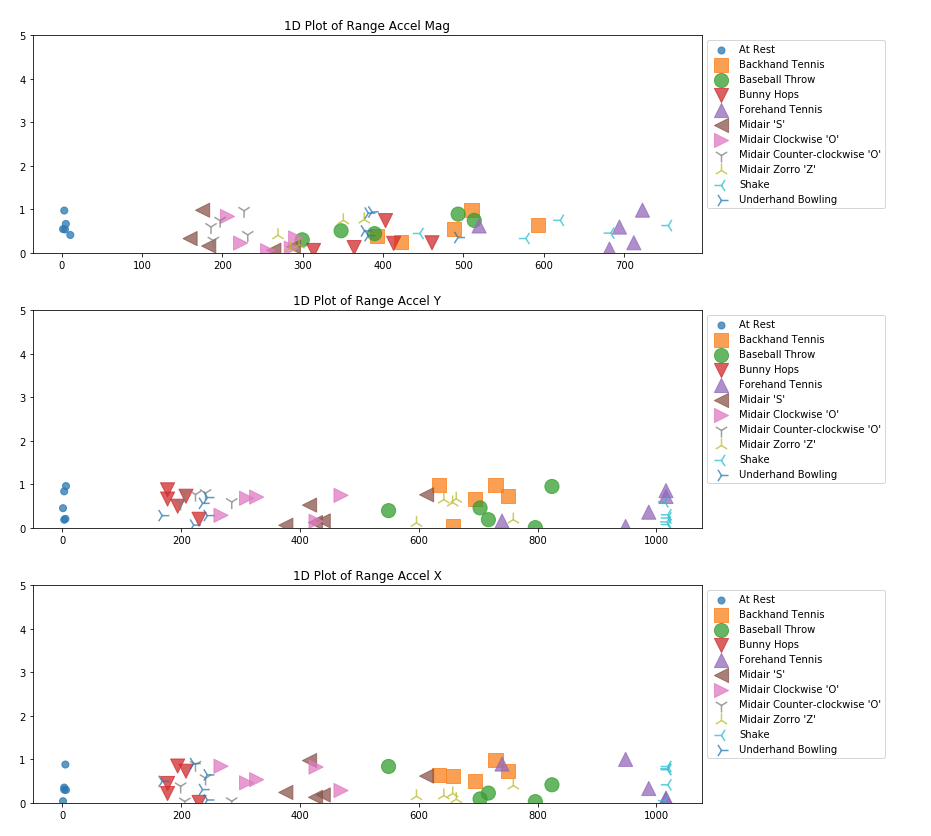 1D Plot of Range Accel Mag
5
4
3
2
1
0
0 100 200 300 400 500 600 700
At Rest
Backhand Tennis
Baseball Throw
Bunny Hops
Forehand Tennis
Midair 'S'
Midair Clockwise 'O'
Midair Counter-clockwise 'O'
Midair Zorro 'Z'
Shake
Underhand Bowling
1D Plot of Range Accel Y
5
4
3
2
1
0
0 200 400 600 800 1000
At Rest
Backhand Tennis
Baseball Throw
Bunny Hops
Forehand Tennis
Midair 'S'
Midair Clockwise 'O'
Midair Counter-clockwise 'O'
Midair Zorro 'Z'
Shake
Underhand Bowling
1D Plot of Range Accel X
5
4
3
2
1
0
0 200 400 600 800 1000
At Rest
Backhand Tennis
Baseball Throw
Bunny Hops
Forehand Tennis
Midair 'S'
Midair Clockwise 'O'
Midair Counter-clockwise 'O'
Midair Zorro 'Z'
Shake
Underhand Bowling